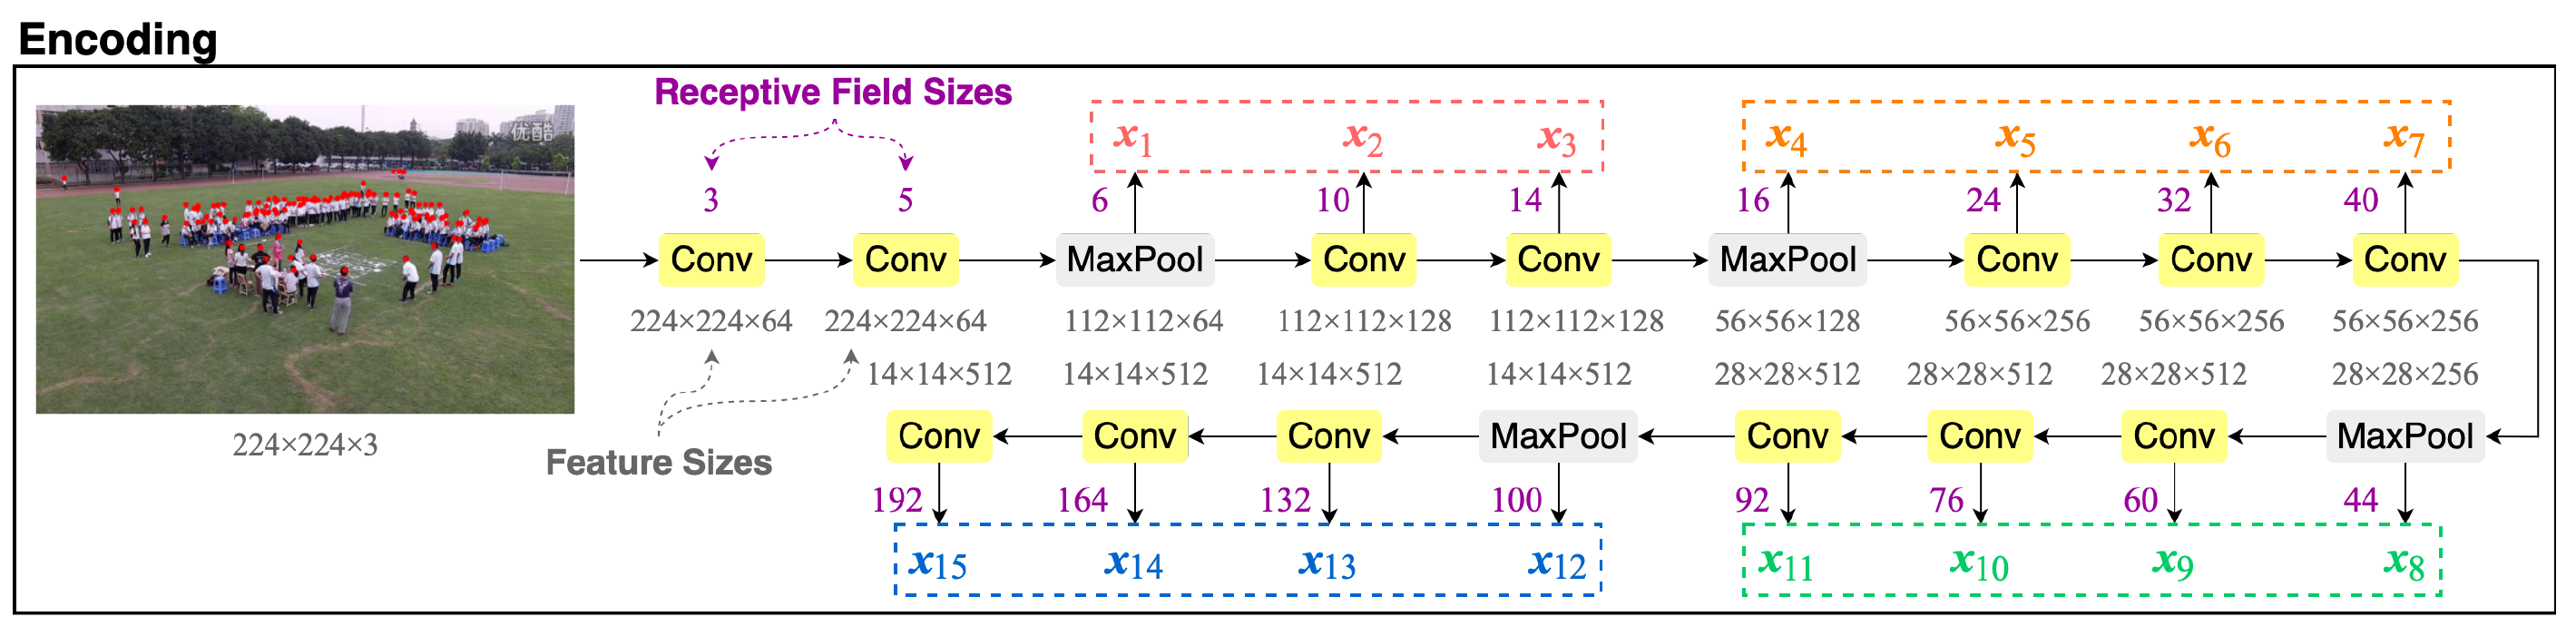 Encoding
Receptive Field Sizes
优酷
x1 x2 x3 x4 x5 x6 x7
3 5 6 10 14 16 24 32 40
Conv Conv MaxPool Conv Conv MaxPool Conv Conv Conv
224×224×64 224×224×64 112×112×64 112×112×128 112×112×128 56×56×128 56×56×256 56×56×256 56×56×256
14×14×512 14×14×512 14×14×512 14×14×512 28×28×512 28×28×512 28×28×512 28×28×256
Conv Conv Conv MaxPool Conv Conv Conv MaxPool
224×224×3
Feature Sizes
192 164 132 100 92 76 60 44
x15 x14 x13 x12 x11 x10 x9 x8